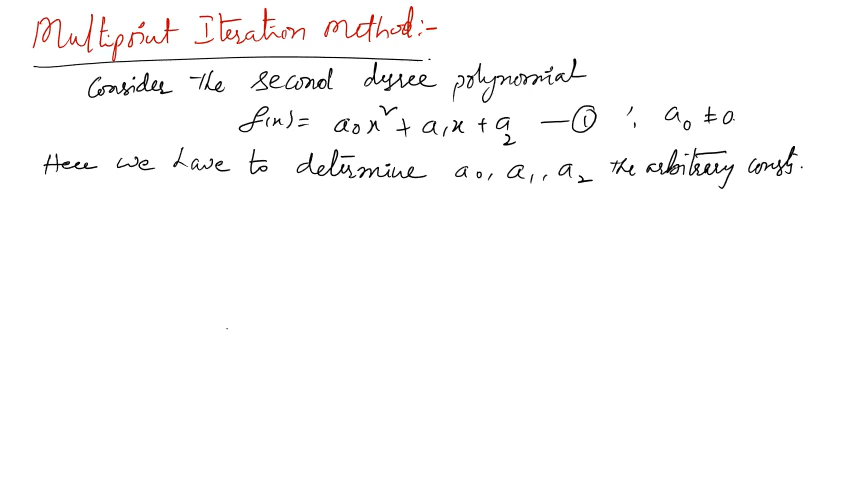 Multipoint Iteration Method:-
Consider the second degree polynomial
f(x) = a₀x² + a₁x + a₂ — ① ; a₀ ≠ 0.
Here we have to determine a₀, a₁, a₂ the arbitrary consts.